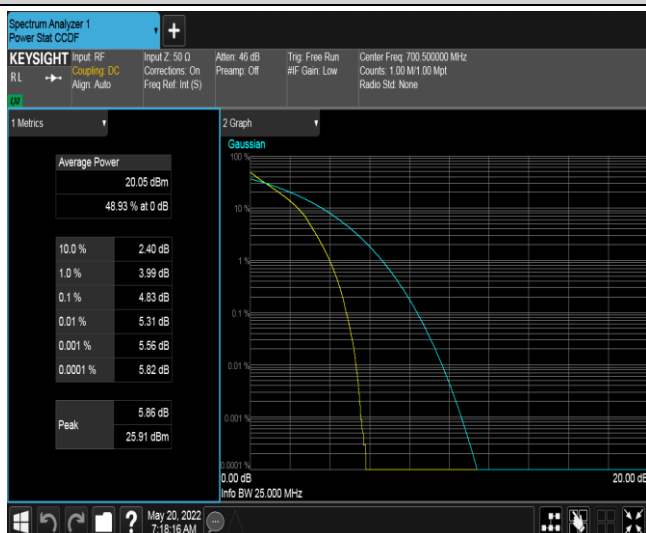 Spectrum Analyzer 1
Power Stat CCDF
KEYSIGHT
RL
Input: RF
Coupling: DC
Align: Auto
Input Z: 50 Ω
Corrections: On
Freq Ref: Int (S)
Atten: 46 dB
Preamp: Off
Trig: Free Run
#IF Gain: Low
Center Freq: 700.500000 MHz
Counts: 1.00 M/1.00 Mpt
Radio Std: None
1 Metrics
Average Power
20.05 dBm
48.93 % at 0 dB
10.0 % 2.40 dB
1.0 % 3.99 dB
0.1 % 4.83 dB
0.01 % 5.31 dB
0.001 % 5.56 dB
0.0001 % 5.82 dB
Peak
5.86 dB
25.91 dBm
2 Graph
Gaussian
100 %
10 %
1 %
0.1 %
0.01 %
0.001 %
0.0001 %
0.00 dB
20.00 dB
Info BW 25.000 MHz
May 20, 2022
7:18:16 AM